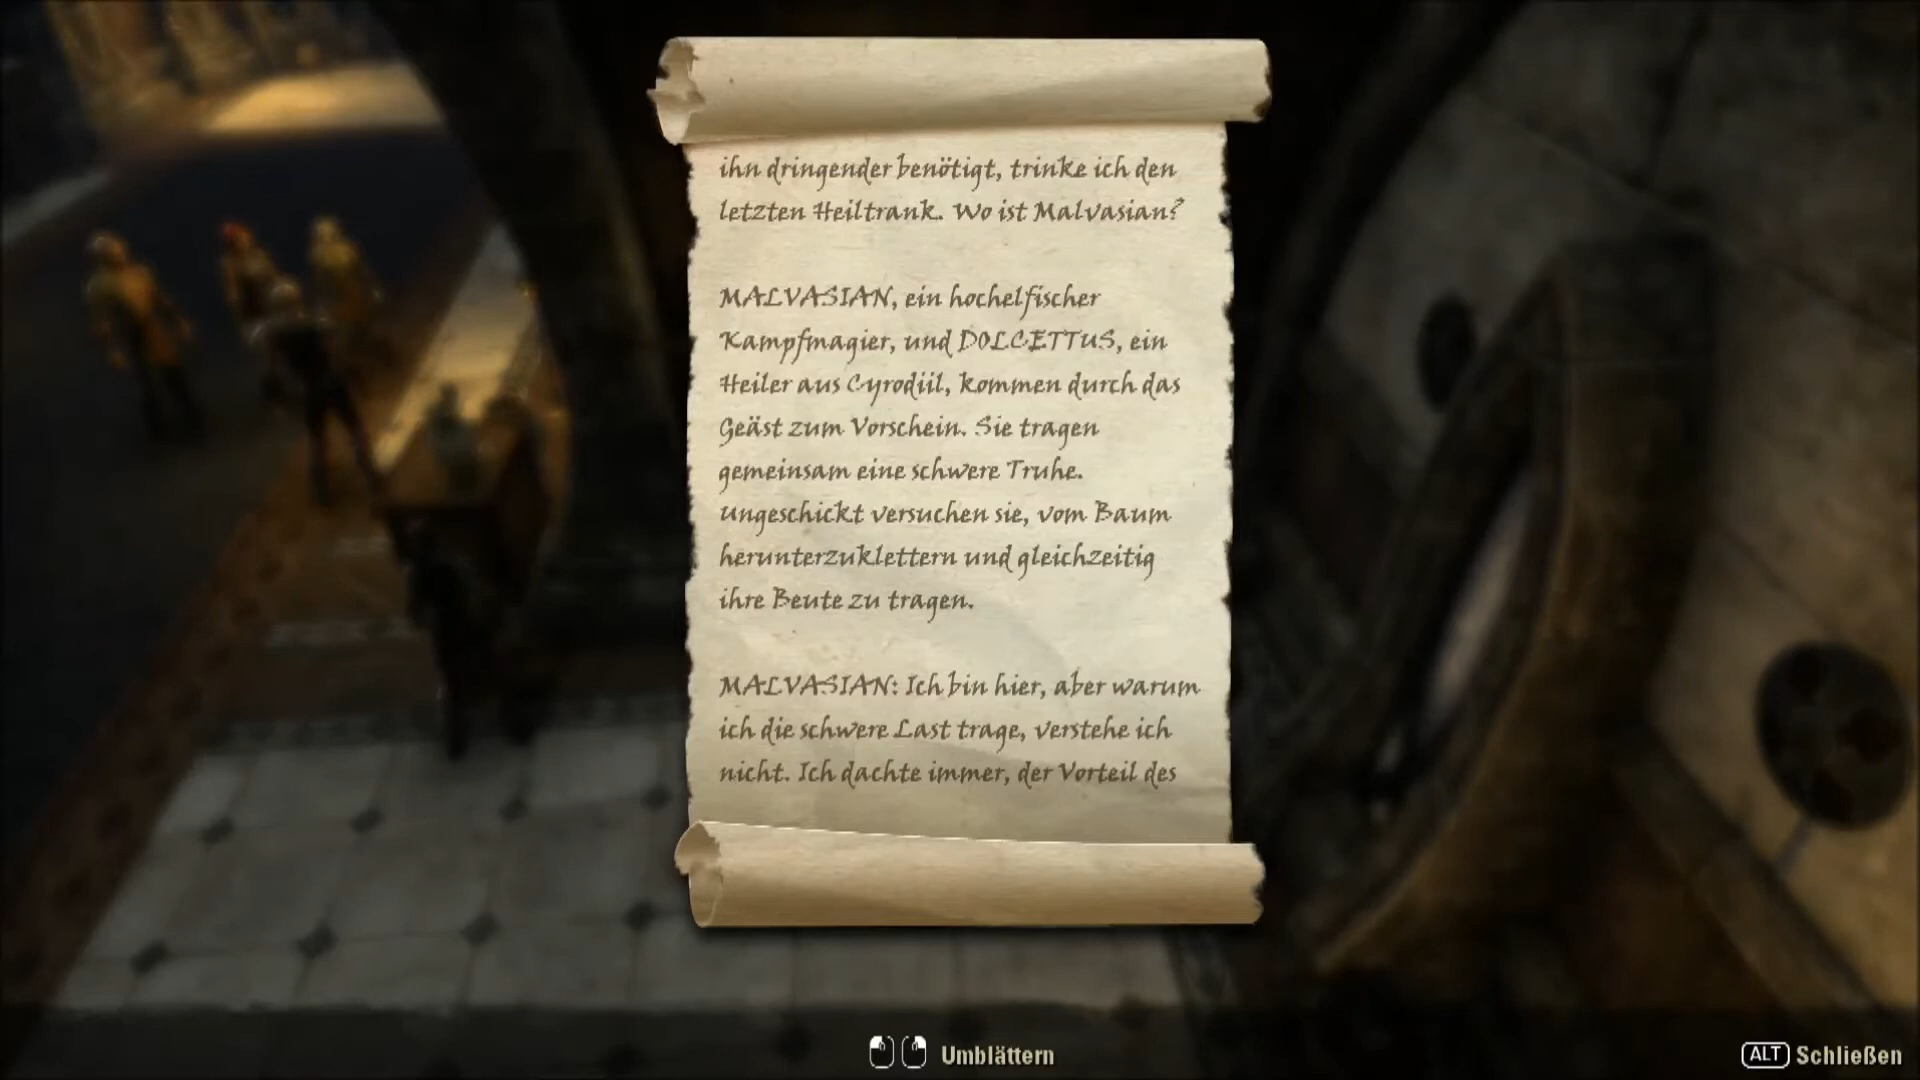 ihn dringender benötigt, trinke ich den
letzten Heiltrank. Wo ist Malvasian?
MALVASIAN, ein hochelfischer
Kampfmagier, und DOLCETTUS, ein
Heiler aus Cyrodiil, kommen durch das
Geäst zum Vorschein. Sie tragen
gemeinsam eine schwere Truhe.
Ungeschickt versuchen sie, vom Baum
herunterzuklettern und gleichzeitig
ihre Beute zu tragen.
MALVASIAN: Ich bin hier, aber warum
ich die schwere Last trage, verstehe ich
nicht. Ich dachte immer, der Vorteil des
Umblättern
ALT Schließen